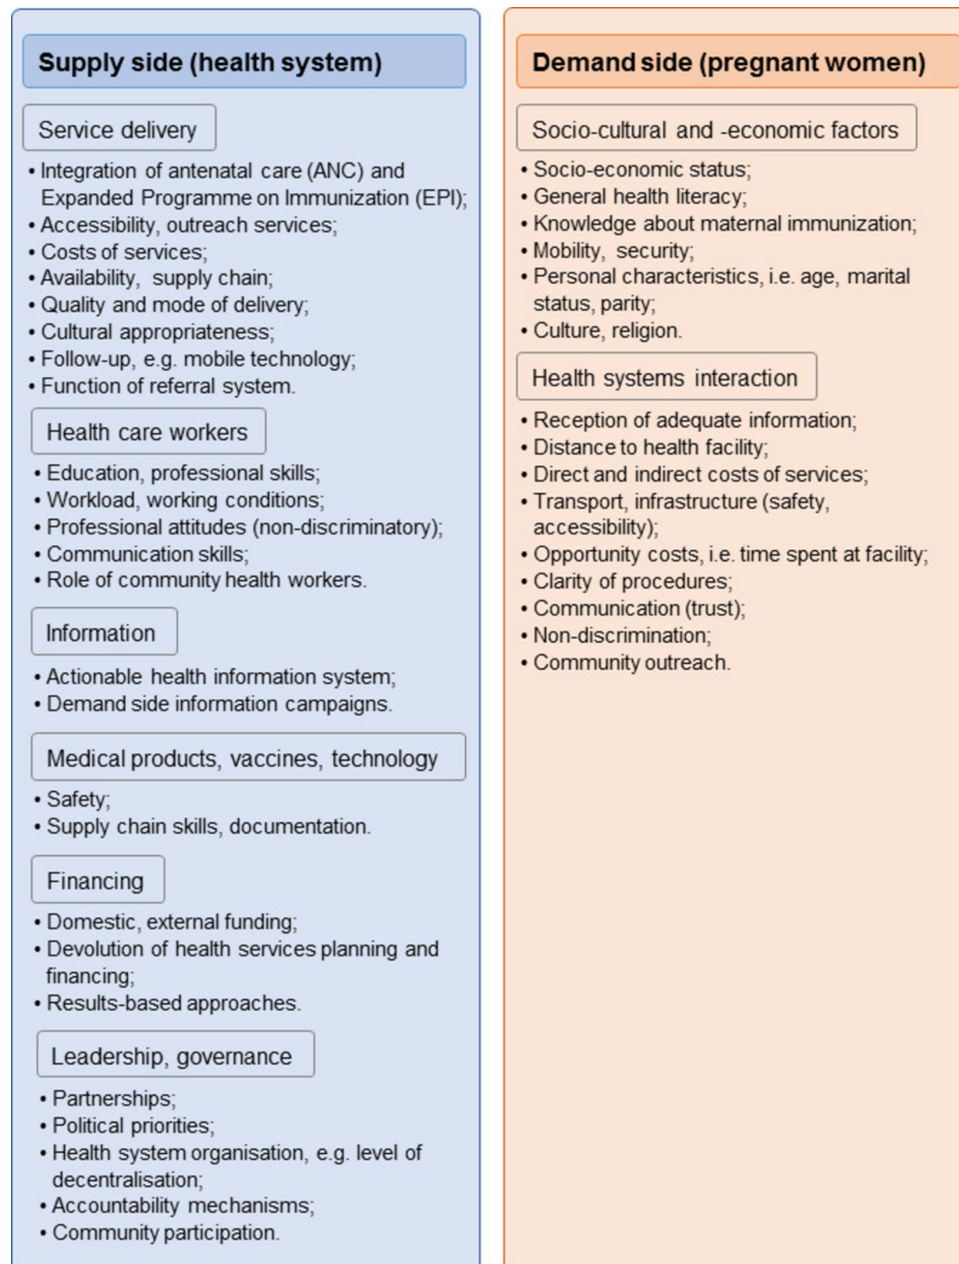 Supply side (health system)
Service delivery
• Integration of antenatal care (ANC) and
Expanded Programme on Immunization (EPI);
• Accessibility, outreach services;
• Costs of services;
• Availability, supply chain;
• Quality and mode of delivery;
• Cultural appropriateness;
• Follow-up, e.g. mobile technology;
• Function of referral system.
Health care workers
• Education, professional skills;
• Workload, working conditions;
• Professional attitudes (non-discriminatory);
• Communication skills;
• Role of community health workers.
Information
• Actionable health information system;
• Demand side information campaigns.
Medical products, vaccines, technology
• Safety;
• Supply chain skills, documentation.
Financing
• Domestic, external funding;
• Devolution of health services planning and
financing;
• Results-based approaches.
Leadership, governance
• Partnerships;
• Political priorities;
• Health system organisation, e.g. level of
decentralisation;
• Accountability mechanisms;
• Community participation.
Demand side (pregnant women)
Socio-cultural and -economic factors
• Socio-economic status;
• General health literacy;
• Knowledge about maternal immunization;
• Mobility, security;
• Personal characteristics, i.e. age, marital
status, parity;
• Culture, religion.
Health systems interaction
• Reception of adequate information;
• Distance to health facility;
• Direct and indirect costs of services;
• Transport, infrastructure (safety,
accessibility);
• Opportunity costs, i.e. time spent at facility;
• Clarity of procedures;
• Communication (trust);
• Non-discrimination;
• Community outreach.